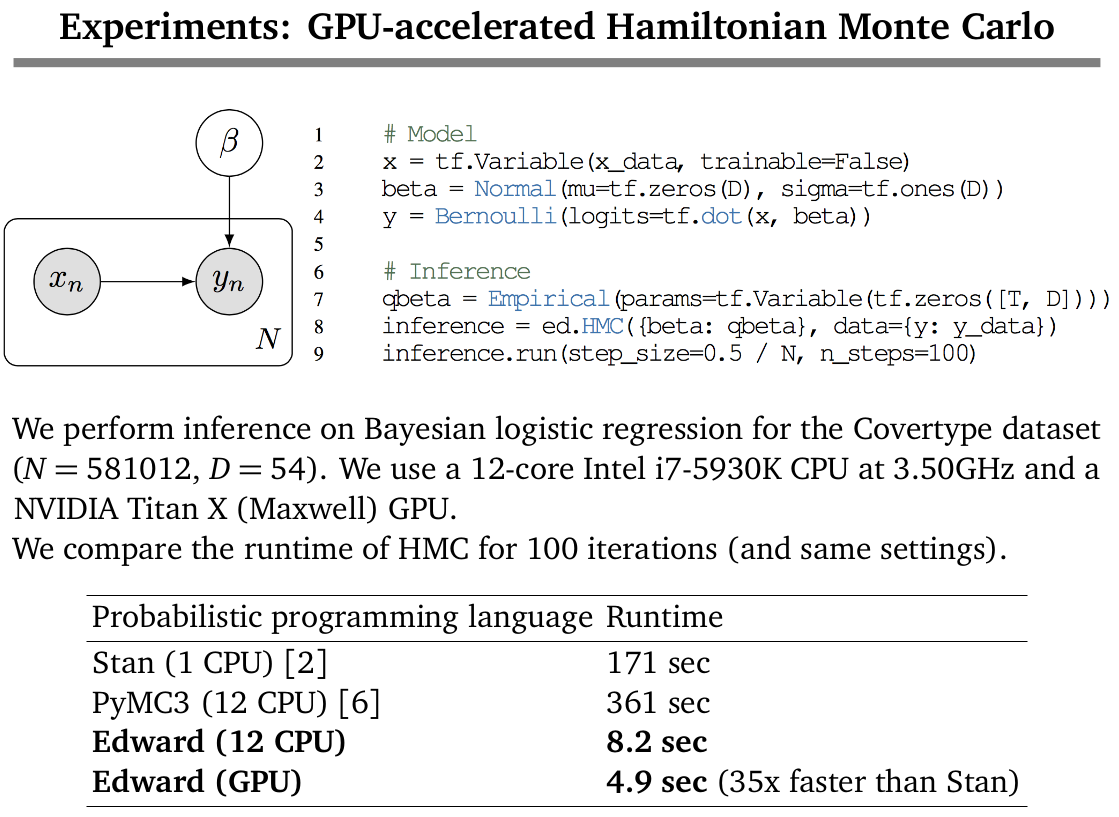 Experiments: GPU-accelerated Hamiltonian Monte Carlo
β
x_n
y_n
N
1 # Model
2 x = tf.Variable(x_data, trainable=False)
3 beta = Normal(mu=tf.zeros(D), sigma=tf.ones(D))
4 y = Bernoulli(logits=tf.dot(x, beta))
5
6 # Inference
7 qbeta = Empirical(params=tf.Variable(tf.zeros([T, D])))
8 inference = ed.HMC({beta: qbeta}, data={y: y_data})
9 inference.run(step_size=0.5 / N, n_steps=100)
We perform inference on Bayesian logistic regression for the Covertype dataset
(N = 581012, D = 54). We use a 12-core Intel i7-5930K CPU at 3.50GHz and a
NVIDIA Titan X (Maxwell) GPU.
We compare the runtime of HMC for 100 iterations (and same settings).
Probabilistic programming language Runtime
Stan (1 CPU) [2] 171 sec
PyMC3 (12 CPU) [6] 361 sec
Edward (12 CPU) 8.2 sec
Edward (GPU) 4.9 sec (35x faster than Stan)